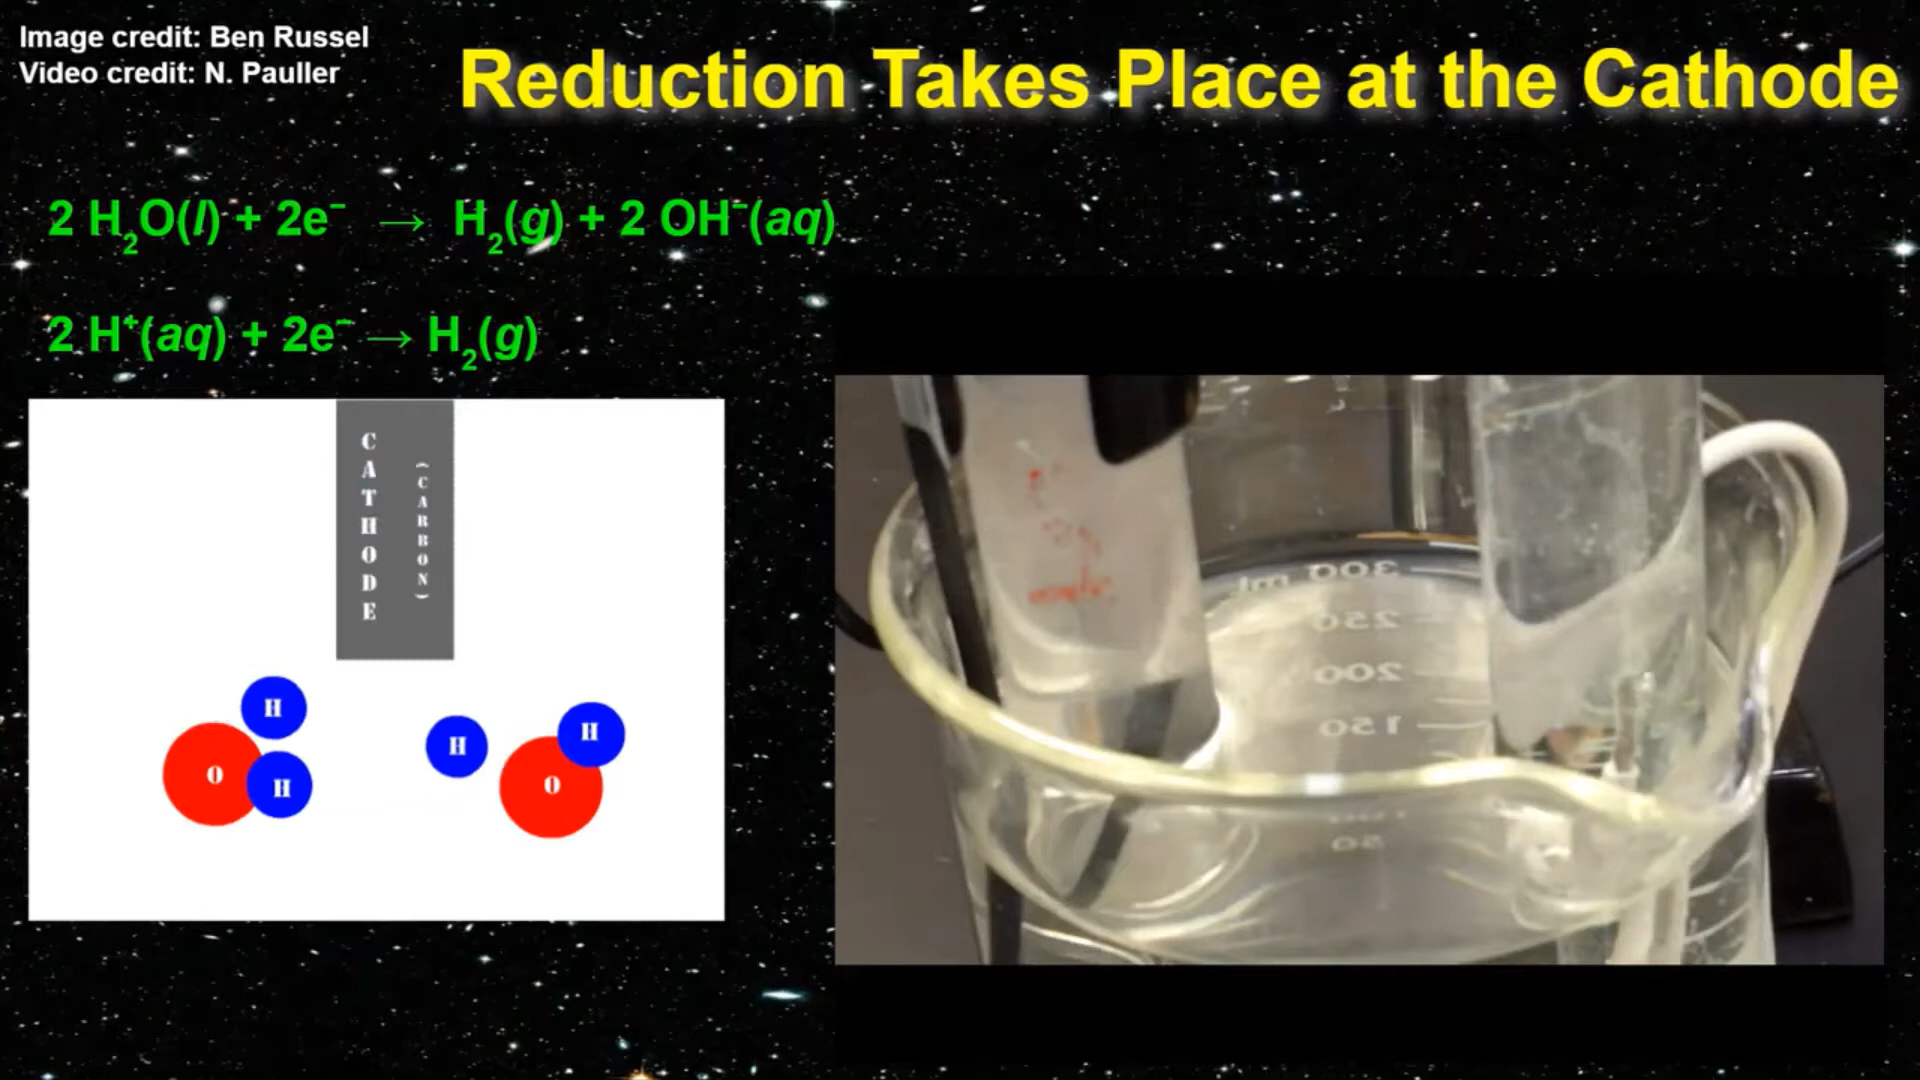 Image credit: Ben Russel
Video credit: N. Pauller
Reduction Takes Place at the Cathode
2 H₂O(l) + 2e⁻ → H₂(g) + 2 OH⁻(aq)
2 H⁺(aq) + 2e⁻ → H₂(g)
CATHODE
(CARBON)
H
O
H
H
H
O
300 ml
250
200
150
50